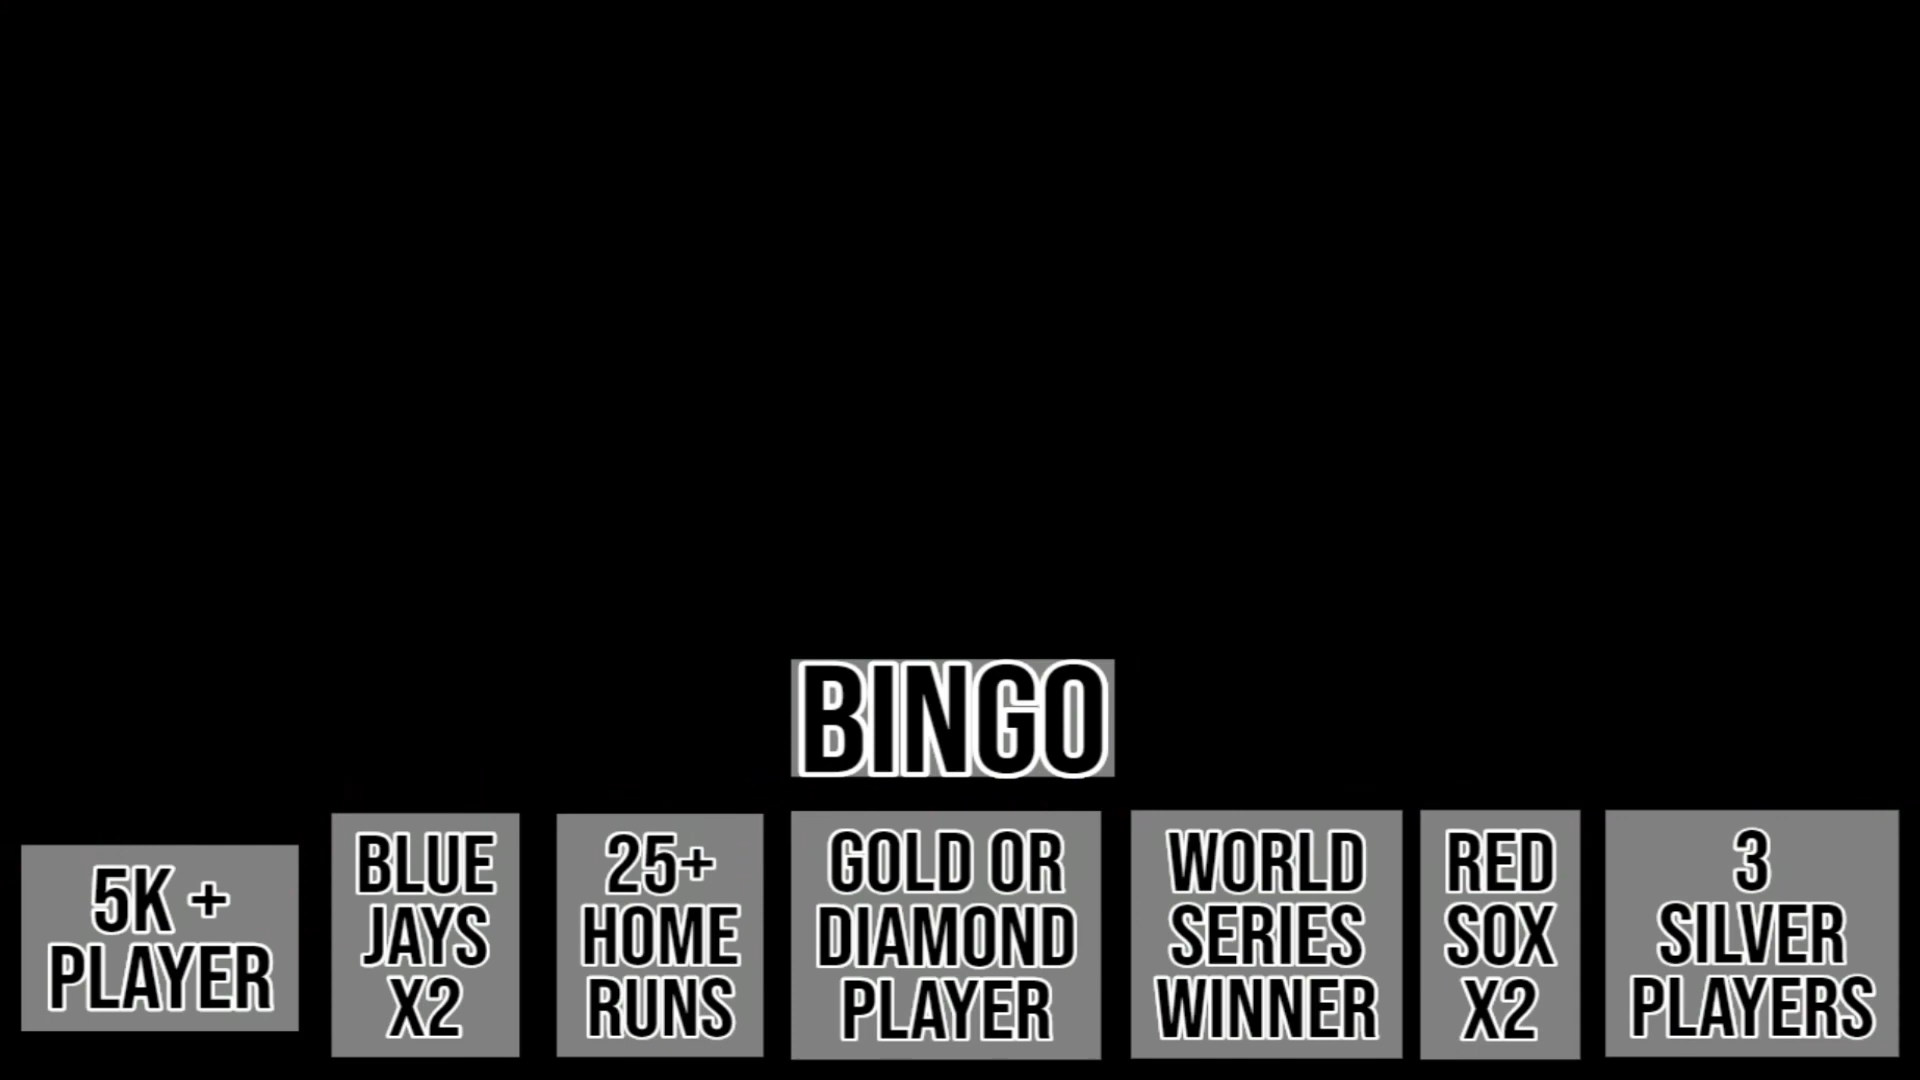 BINGO
5K +
PLAYER
BLUE
JAYS
X2
25+
HOME
RUNS
GOLD OR
DIAMOND
PLAYER
WORLD
SERIES
WINNER
RED
SOX
X2
3
SILVER
PLAYERS